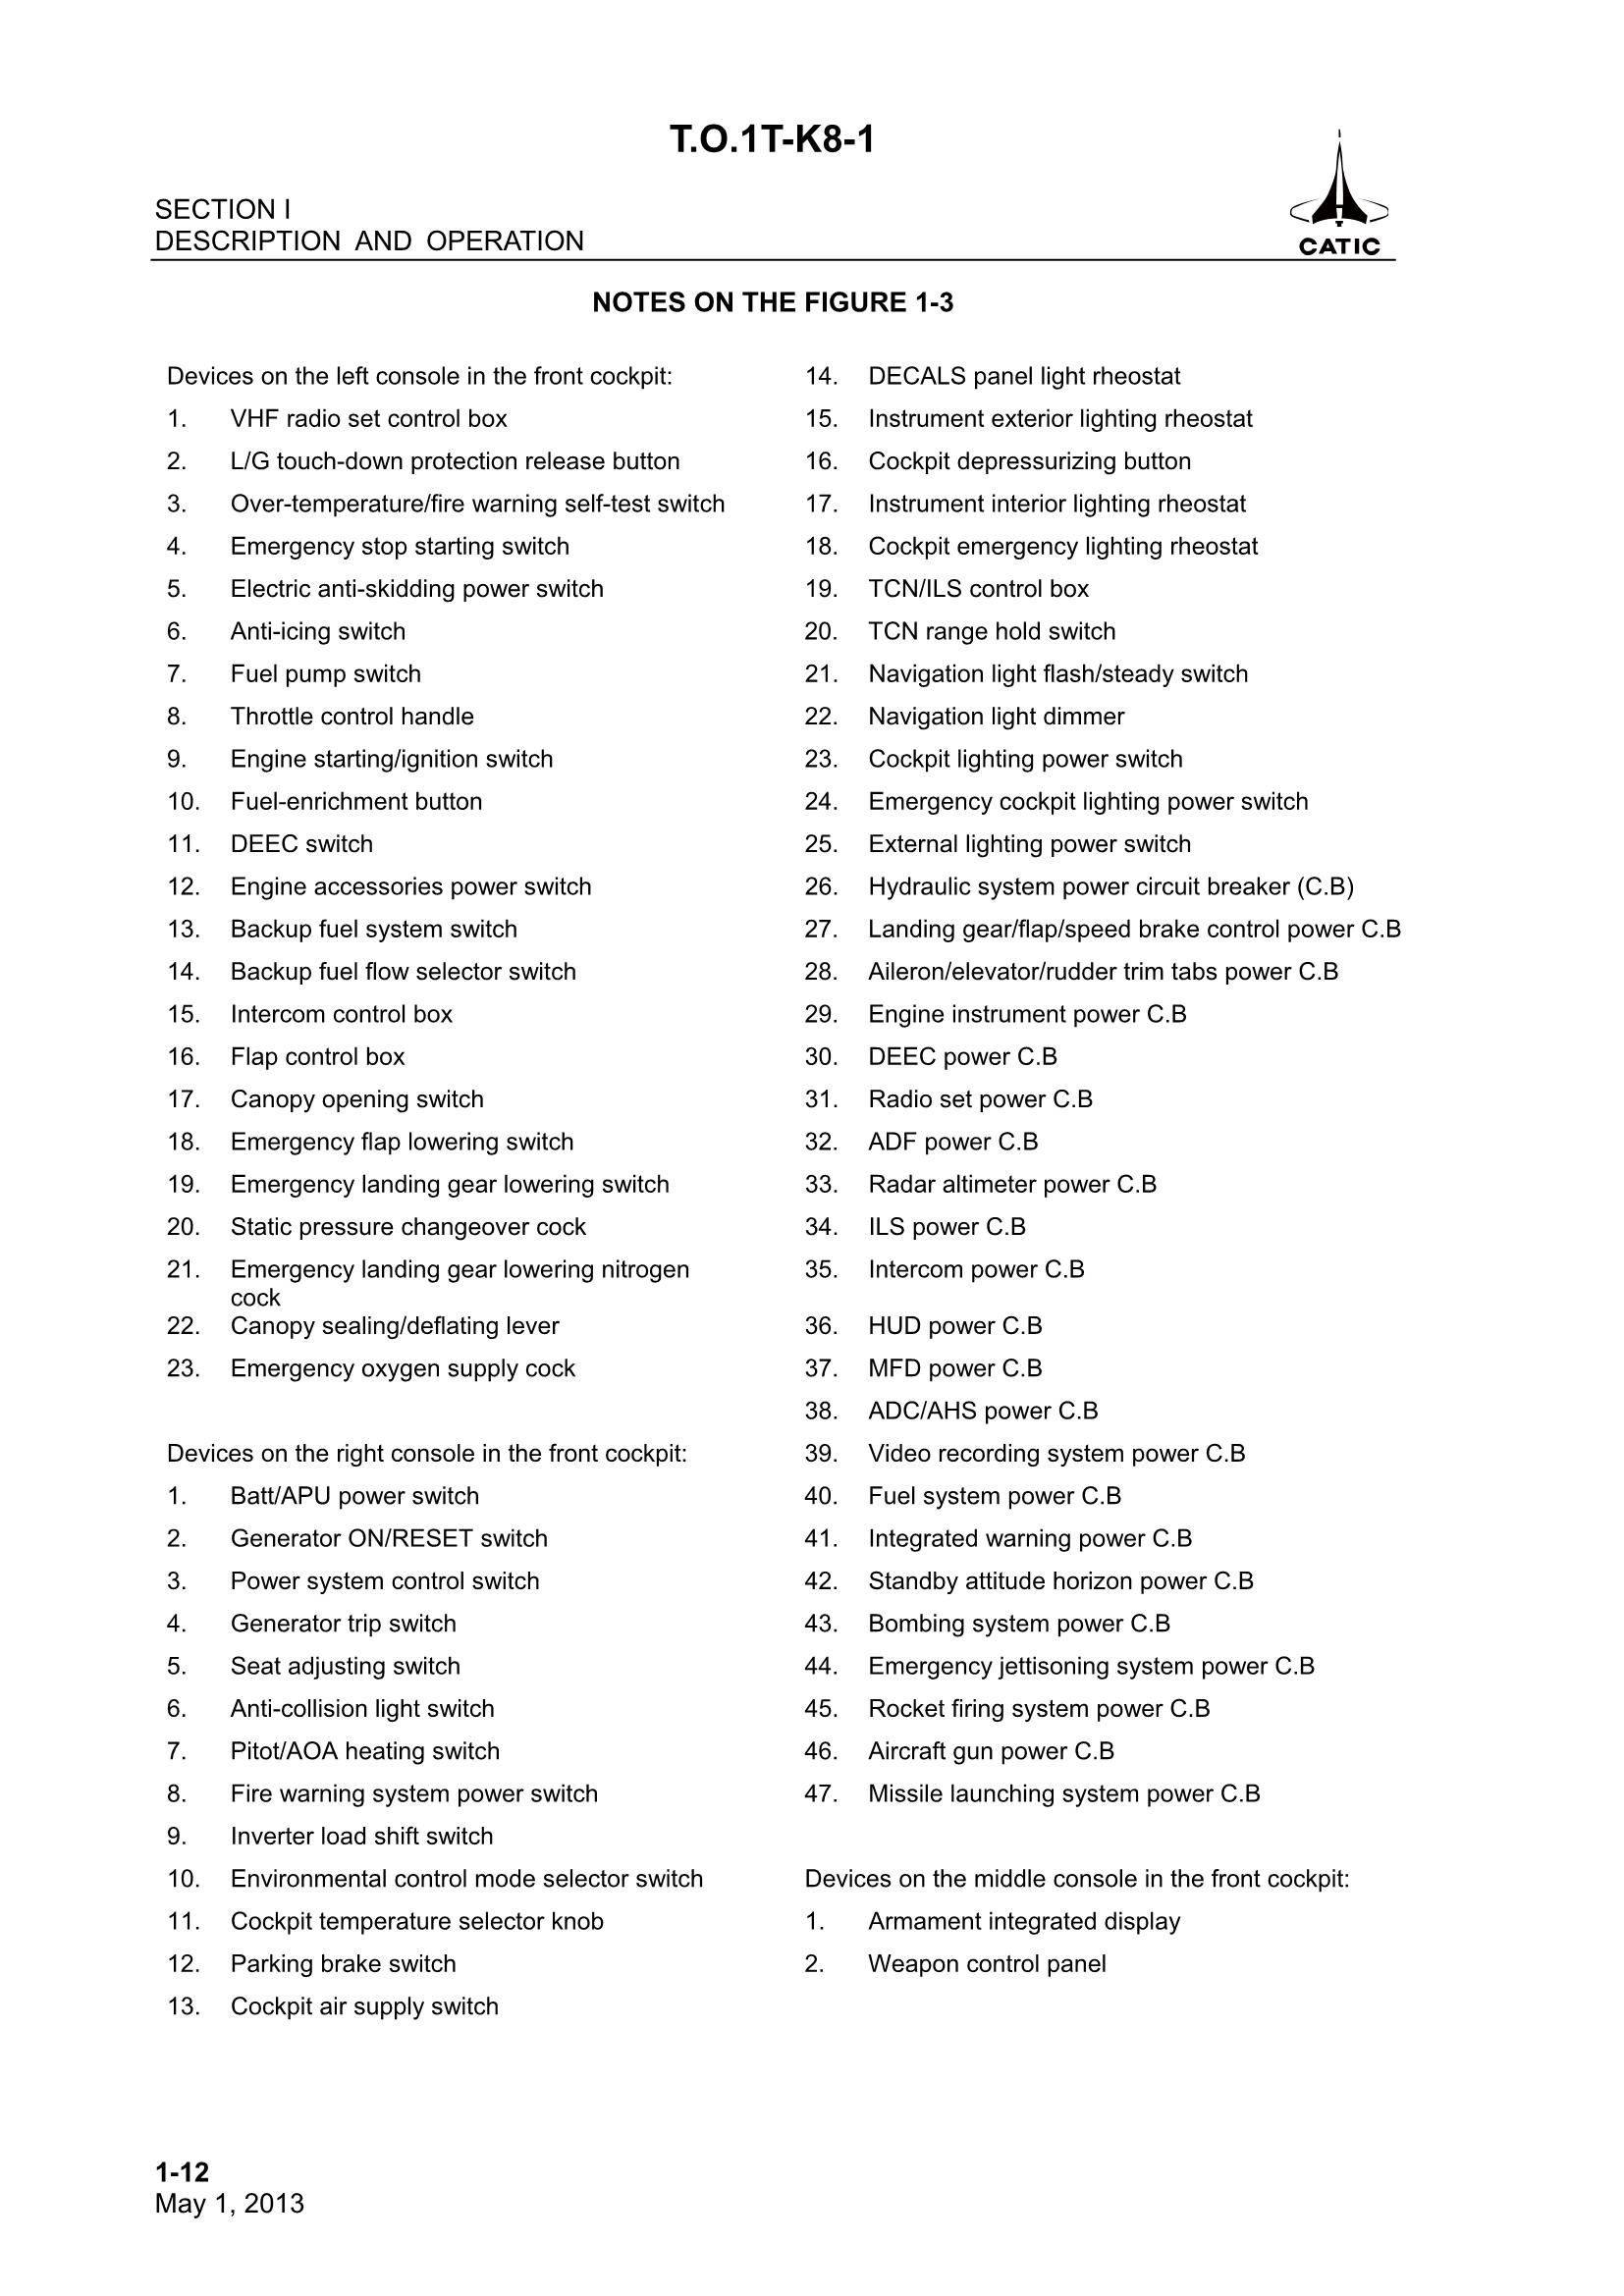 T.O.1T-K8-1
SECTION I
DESCRIPTION AND OPERATION
CATIC
NOTES ON THE FIGURE 1-3
Devices on the left console in the front cockpit:
1. VHF radio set control box
2. L/G touch-down protection release button
3. Over-temperature/fire warning self-test switch
4. Emergency stop starting switch
5. Electric anti-skidding power switch
6. Anti-icing switch
7. Fuel pump switch
8. Throttle control handle
9. Engine starting/ignition switch
10. Fuel-enrichment button
11. DEEC switch
12. Engine accessories power switch
13. Backup fuel system switch
14. Backup fuel flow selector switch
15. Intercom control box
16. Flap control box
17. Canopy opening switch
18. Emergency flap lowering switch
19. Emergency landing gear lowering switch
20. Static pressure changeover cock
21. Emergency landing gear lowering nitrogen
cock
22. Canopy sealing/deflating lever
23. Emergency oxygen supply cock
Devices on the right console in the front cockpit:
1. Batt/APU power switch
2. Generator ON/RESET switch
3. Power system control switch
4. Generator trip switch
5. Seat adjusting switch
6. Anti-collision light switch
7. Pitot/AOA heating switch
8. Fire warning system power switch
9. Inverter load shift switch
10. Environmental control mode selector switch
11. Cockpit temperature selector knob
12. Parking brake switch
13. Cockpit air supply switch
14. DECALS panel light rheostat
15. Instrument exterior lighting rheostat
16. Cockpit depressurizing button
17. Instrument interior lighting rheostat
18. Cockpit emergency lighting rheostat
19. TCN/ILS control box
20. TCN range hold switch
21. Navigation light flash/steady switch
22. Navigation light dimmer
23. Cockpit lighting power switch
24. Emergency cockpit lighting power switch
25. External lighting power switch
26. Hydraulic system power circuit breaker (C.B)
27. Landing gear/flap/speed brake control power C.B
28. Aileron/elevator/rudder trim tabs power C.B
29. Engine instrument power C.B
30. DEEC power C.B
31. Radio set power C.B
32. ADF power C.B
33. Radar altimeter power C.B
34. ILS power C.B
35. Intercom power C.B
36. HUD power C.B
37. MFD power C.B
38. ADC/AHS power C.B
39. Video recording system power C.B
40. Fuel system power C.B
41. Integrated warning power C.B
42. Standby attitude horizon power C.B
43. Bombing system power C.B
44. Emergency jettisoning system power C.B
45. Rocket firing system power C.B
46. Aircraft gun power C.B
47. Missile launching system power C.B
Devices on the middle console in the front cockpit:
1. Armament integrated display
2. Weapon control panel
1-12
May 1, 2013